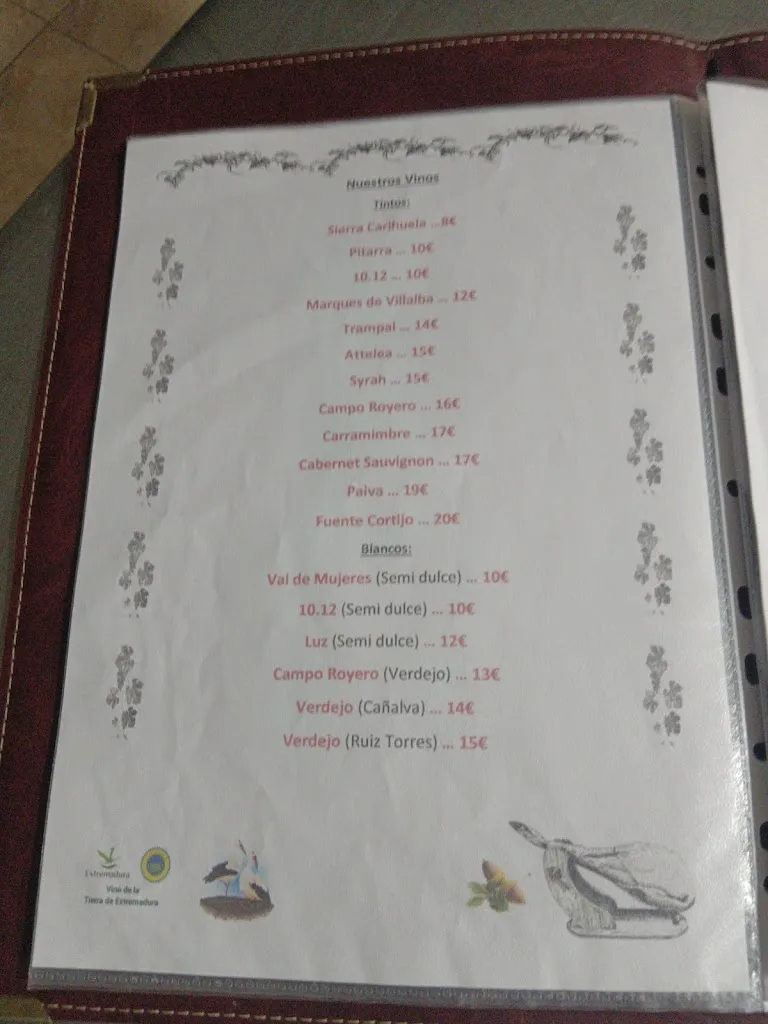 Nuestros Vinos
Tintos:
Sierra Carihuela ...8€
Pitarra ... 10€
10.12 ... 10€
Marques de Villalba ... 12€
Trampal ... 14€
Attelea ... 15€
Syrah ... 15€
Campo Royero ... 16€
Carramimbre ... 17€
Cabernet Sauvignon ... 17€
Paiva ... 19€
Fuente Cortijo ... 20€
Blancos:
Val de Mujeres (Semi dulce) ... 10€
10.12 (Semi dulce) ... 10€
Luz (Semi dulce) ... 12€
Campo Royero (Verdejo) ... 13€
Verdejo (Cañalva) ... 14€
Verdejo (Ruiz Torres) ... 15€
Extremadura
Vino de la
Tierra de Extremadura